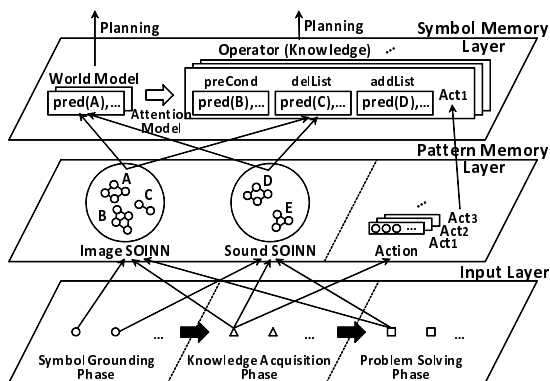 Planning
Planning
Symbol Memory
Layer
Operator (Knowledge) ...
World Model
pred(A),...
Attention
Model
preCond
delList
addList
pred(B),...
pred(C),...
pred(D),...
Act1
Pattern Memory
Layer
A
B
C
D
E
...
Act3
Act2
Act1
...
Image SOINN
Sound SOINN
Action
Input Layer
...
...
...
Symbol Grounding
Phase
Knowledge Acquisition
Phase
Problem Solving
Phase